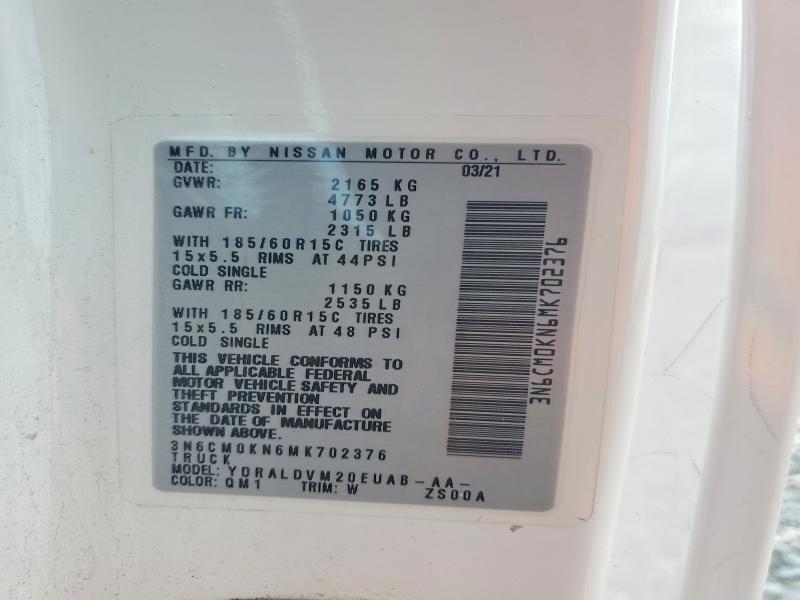 MFD. BY NISSAN MOTOR CO., LTD.
DATE: 03/21
GVWR: 2165 KG
4773 LB
GAWR FR: 1050 KG
2315 LB
WITH 185/60R15C TIRES
15x5.5 RIMS AT 44PSI
COLD SINGLE
GAWR RR: 1150 KG
2535 LB
WITH 185/60R15C TIRES
15x5.5 RIMS AT 48 PSI
COLD SINGLE
THIS VEHICLE CONFORMS TO
ALL APPLICABLE FEDERAL
MOTOR VEHICLE SAFETY AND
THEFT PREVENTION
STANDARDS IN EFFECT ON
THE DATE OF MANUFACTURE
SHOWN ABOVE.
3N6CM0KN6MK702376
TRUCK
MODEL: YDRALDVM20EUAB-AA-
ZS00A
COLOR: QM1 TRIM: W
3N6CM0KN6MK702376